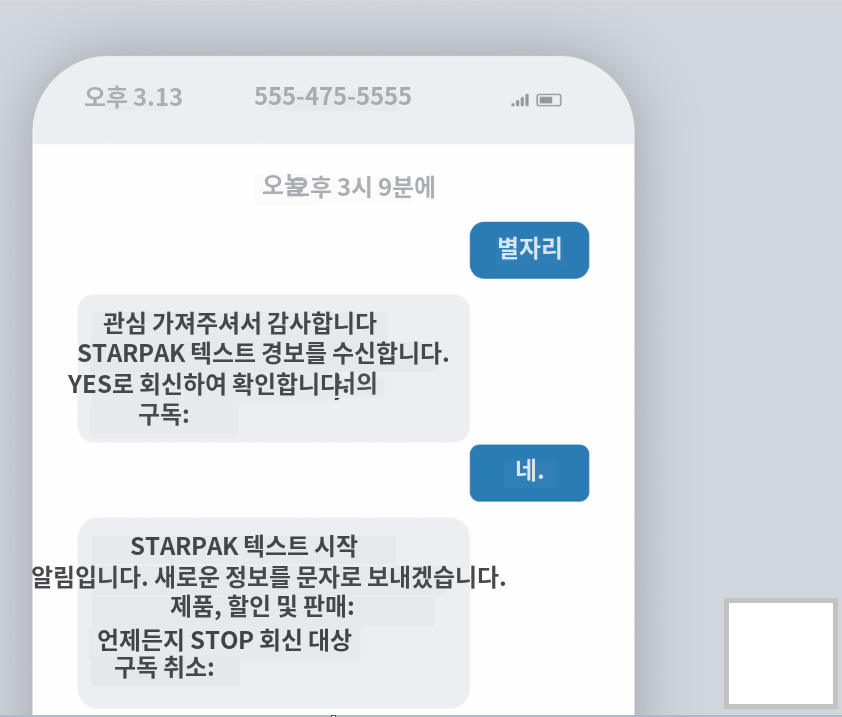 오후 3.13 555-475-5555
오늘 오후 3시 9분에
별자리
관심 가져주셔서 감사합니다
STARPAK 텍스트 경보를 수신합니다.
YES로 회신하여 확인합니다; 너의
구독:
네.
STARPAK 텍스트 시작
알림입니다. 새로운 정보를 문자로 보내겠습니다.
제품, 할인 및 판매:
언제든지 STOP 회신 대상
구독 취소: